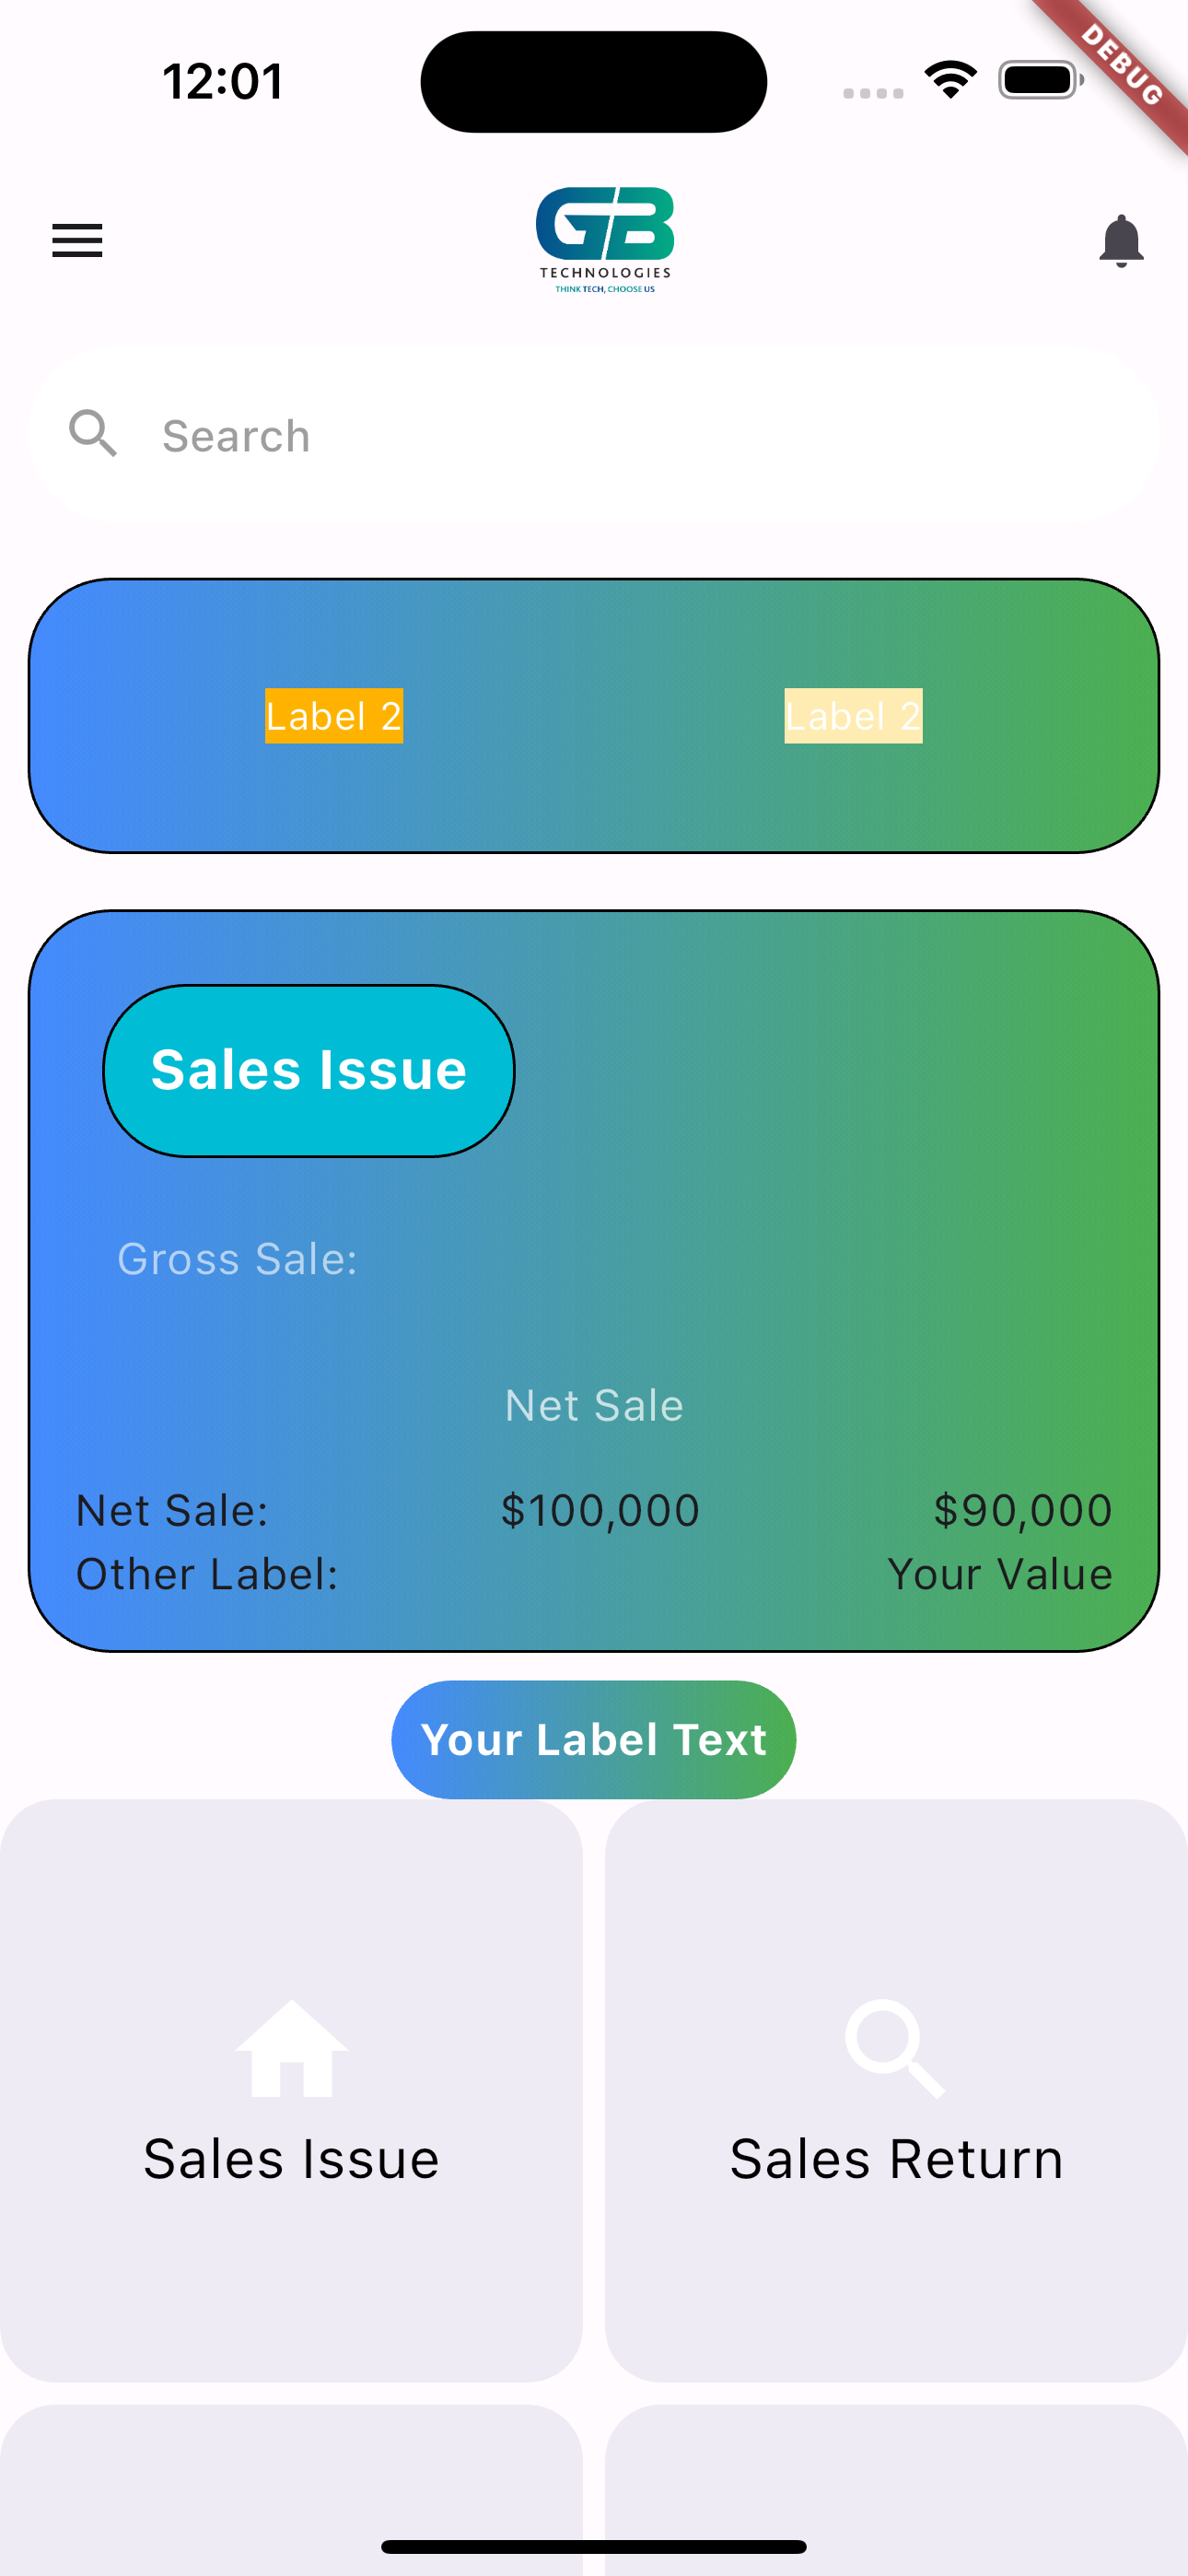 12:01
DEBUG
GB
TECHNOLOGIES
THINK TECH, CHOOSE US
Search
Label 2 Label 2
Sales Issue
Gross Sale:
Net Sale
Net Sale: $100,000 $90,000
Other Label: Your Value
Your Label Text
Sales Issue Sales Return